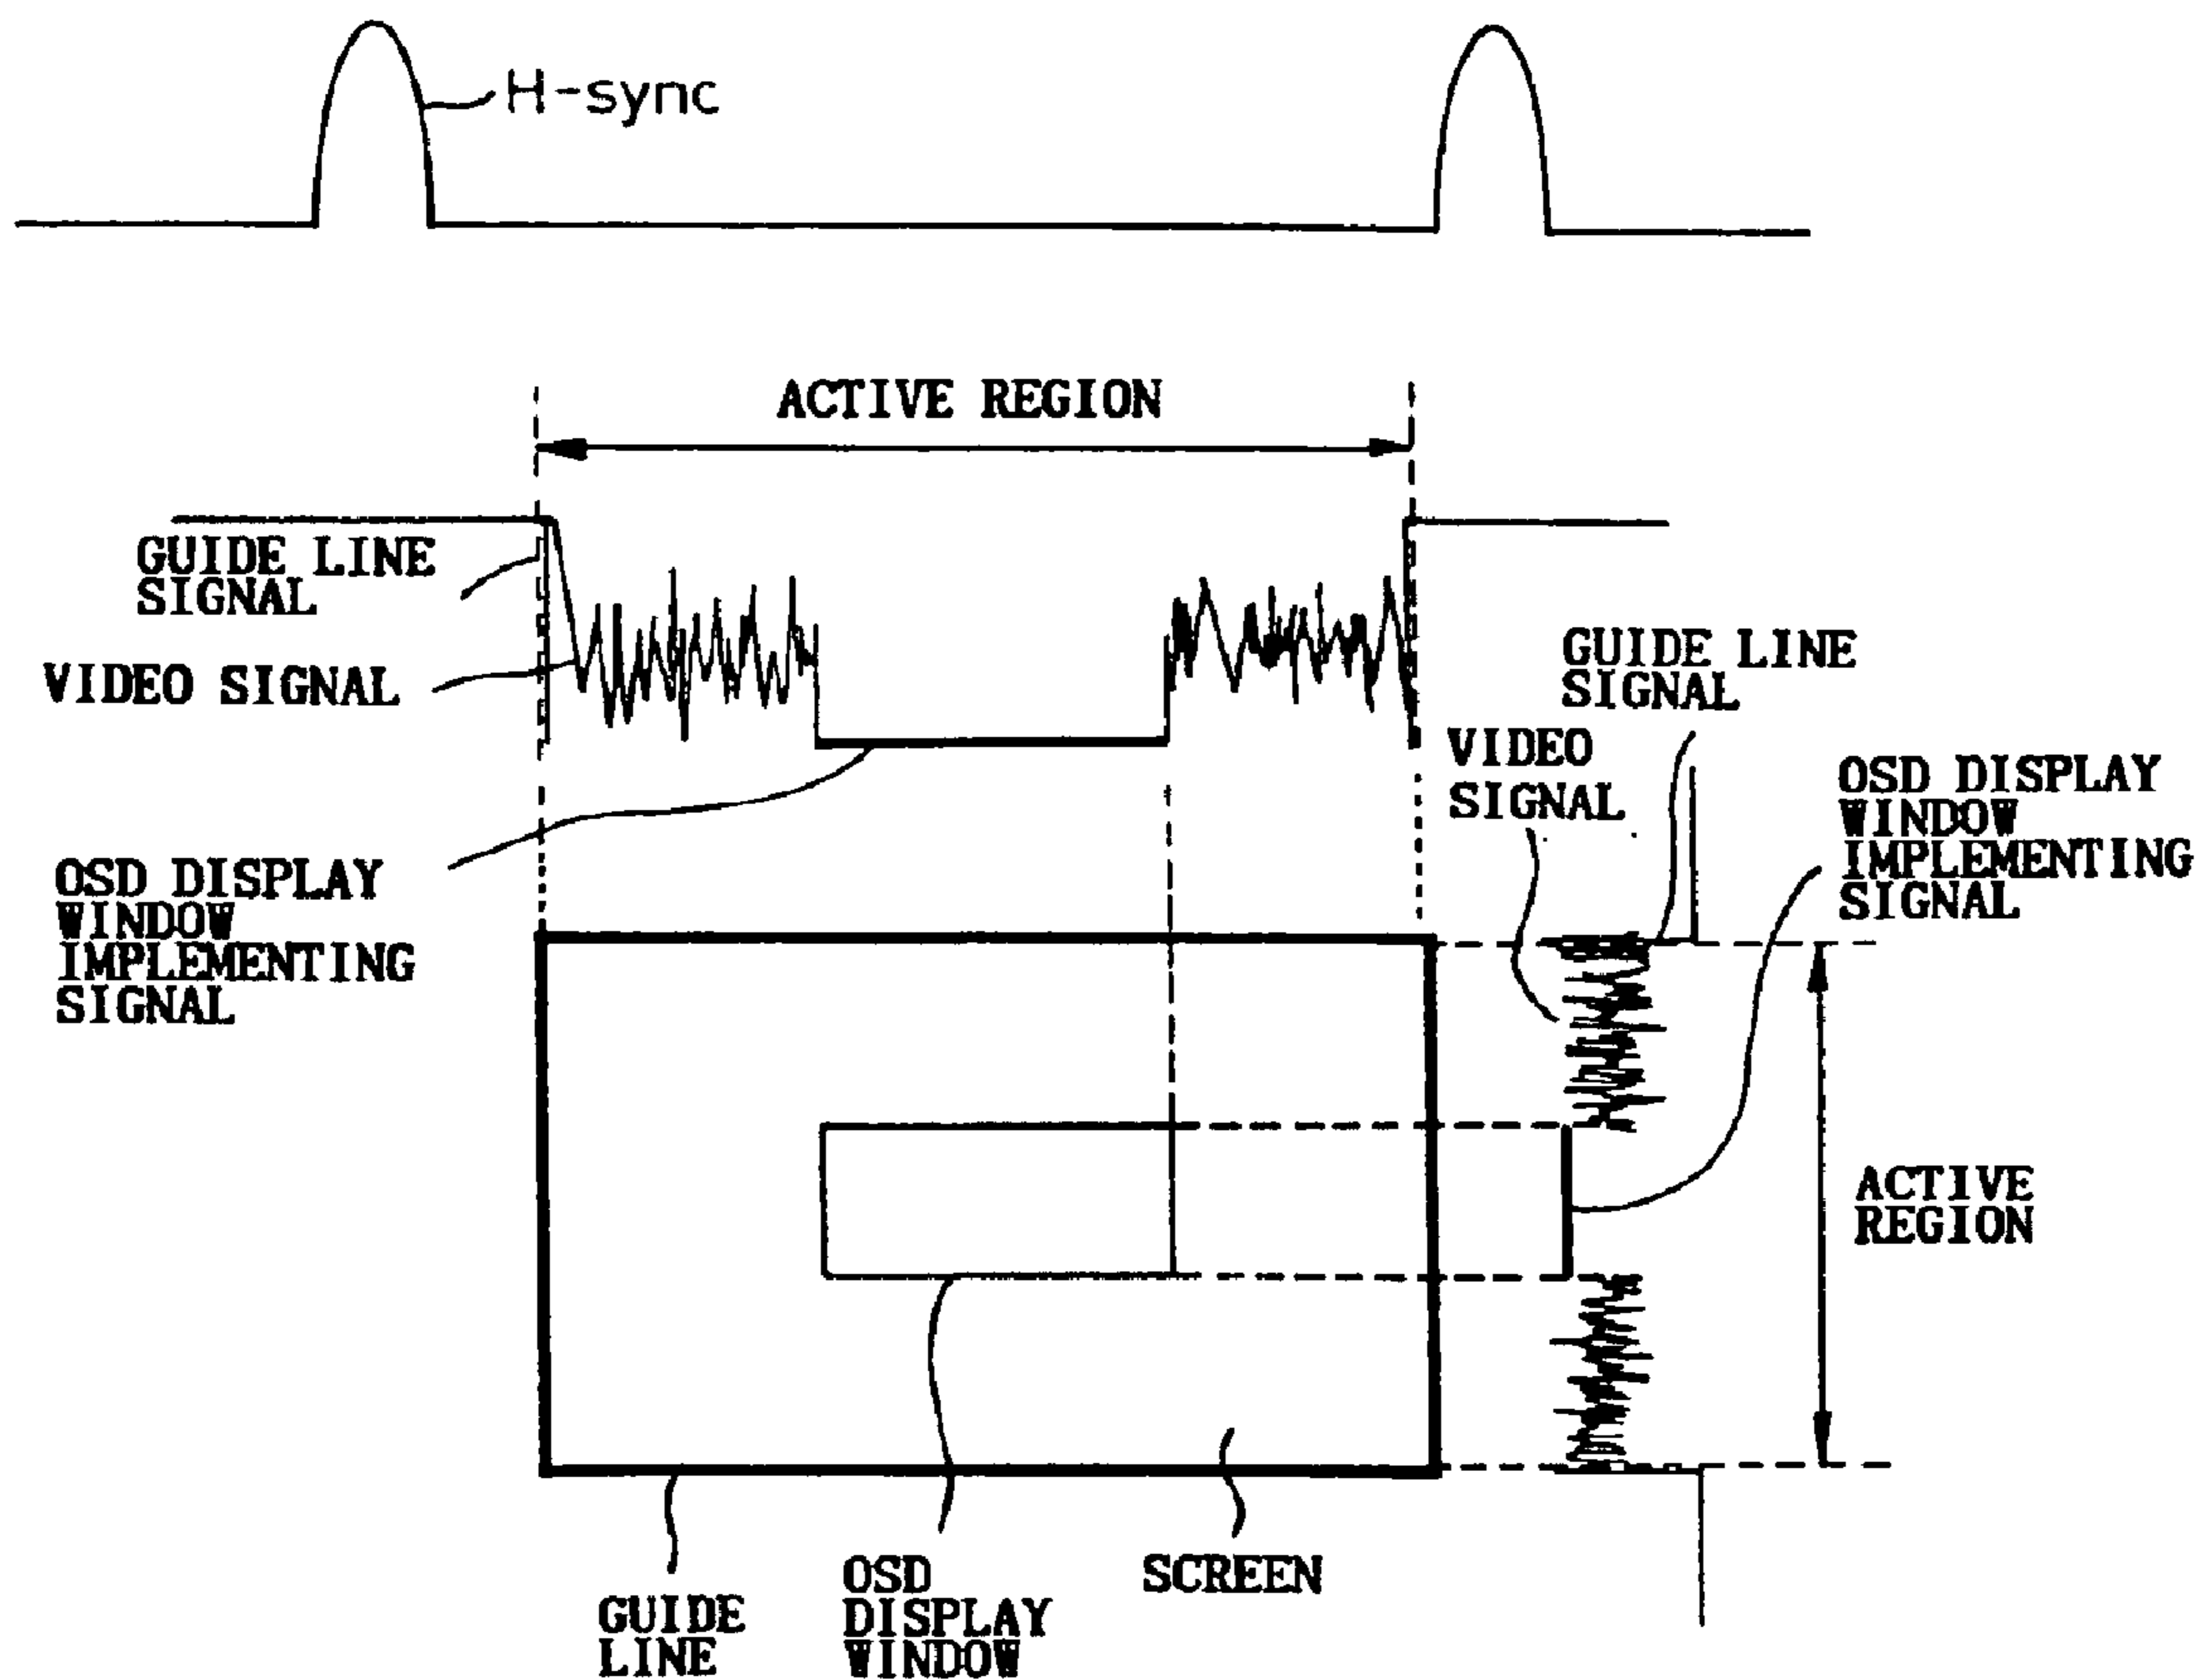 H-sync
ACTIVE REGION
GUIDE LINE
SIGNAL
VIDEO SIGNAL
OSD DISPLAY
WINDOW
IMPLEMENTING
SIGNAL
GUIDE LINE
SIGNAL
VIDEO
SIGNAL
OSD DISPLAY
WINDOW
IMPLEMENTING
SIGNAL
ACTIVE
REGION
GUIDE
LINE
OSD
DISPLAY
WINDOW
SCREEN